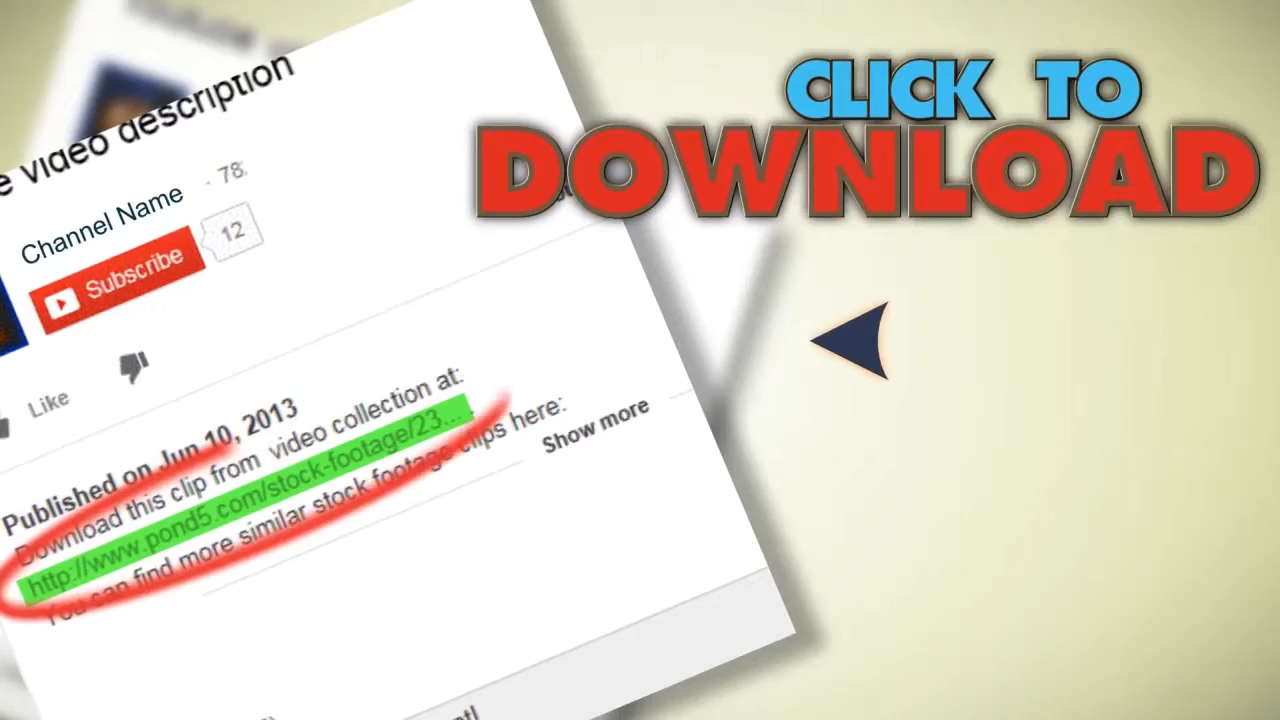 CLICK TO
DOWNLOAD
video description
Channel Name
78
Subscribe
12
Like
Published on Jun 10, 2013
Download this clip from video collection at:
http://www.pond5.com/stock-footage/23...
You can find more similar stock footage clips here:
Show more